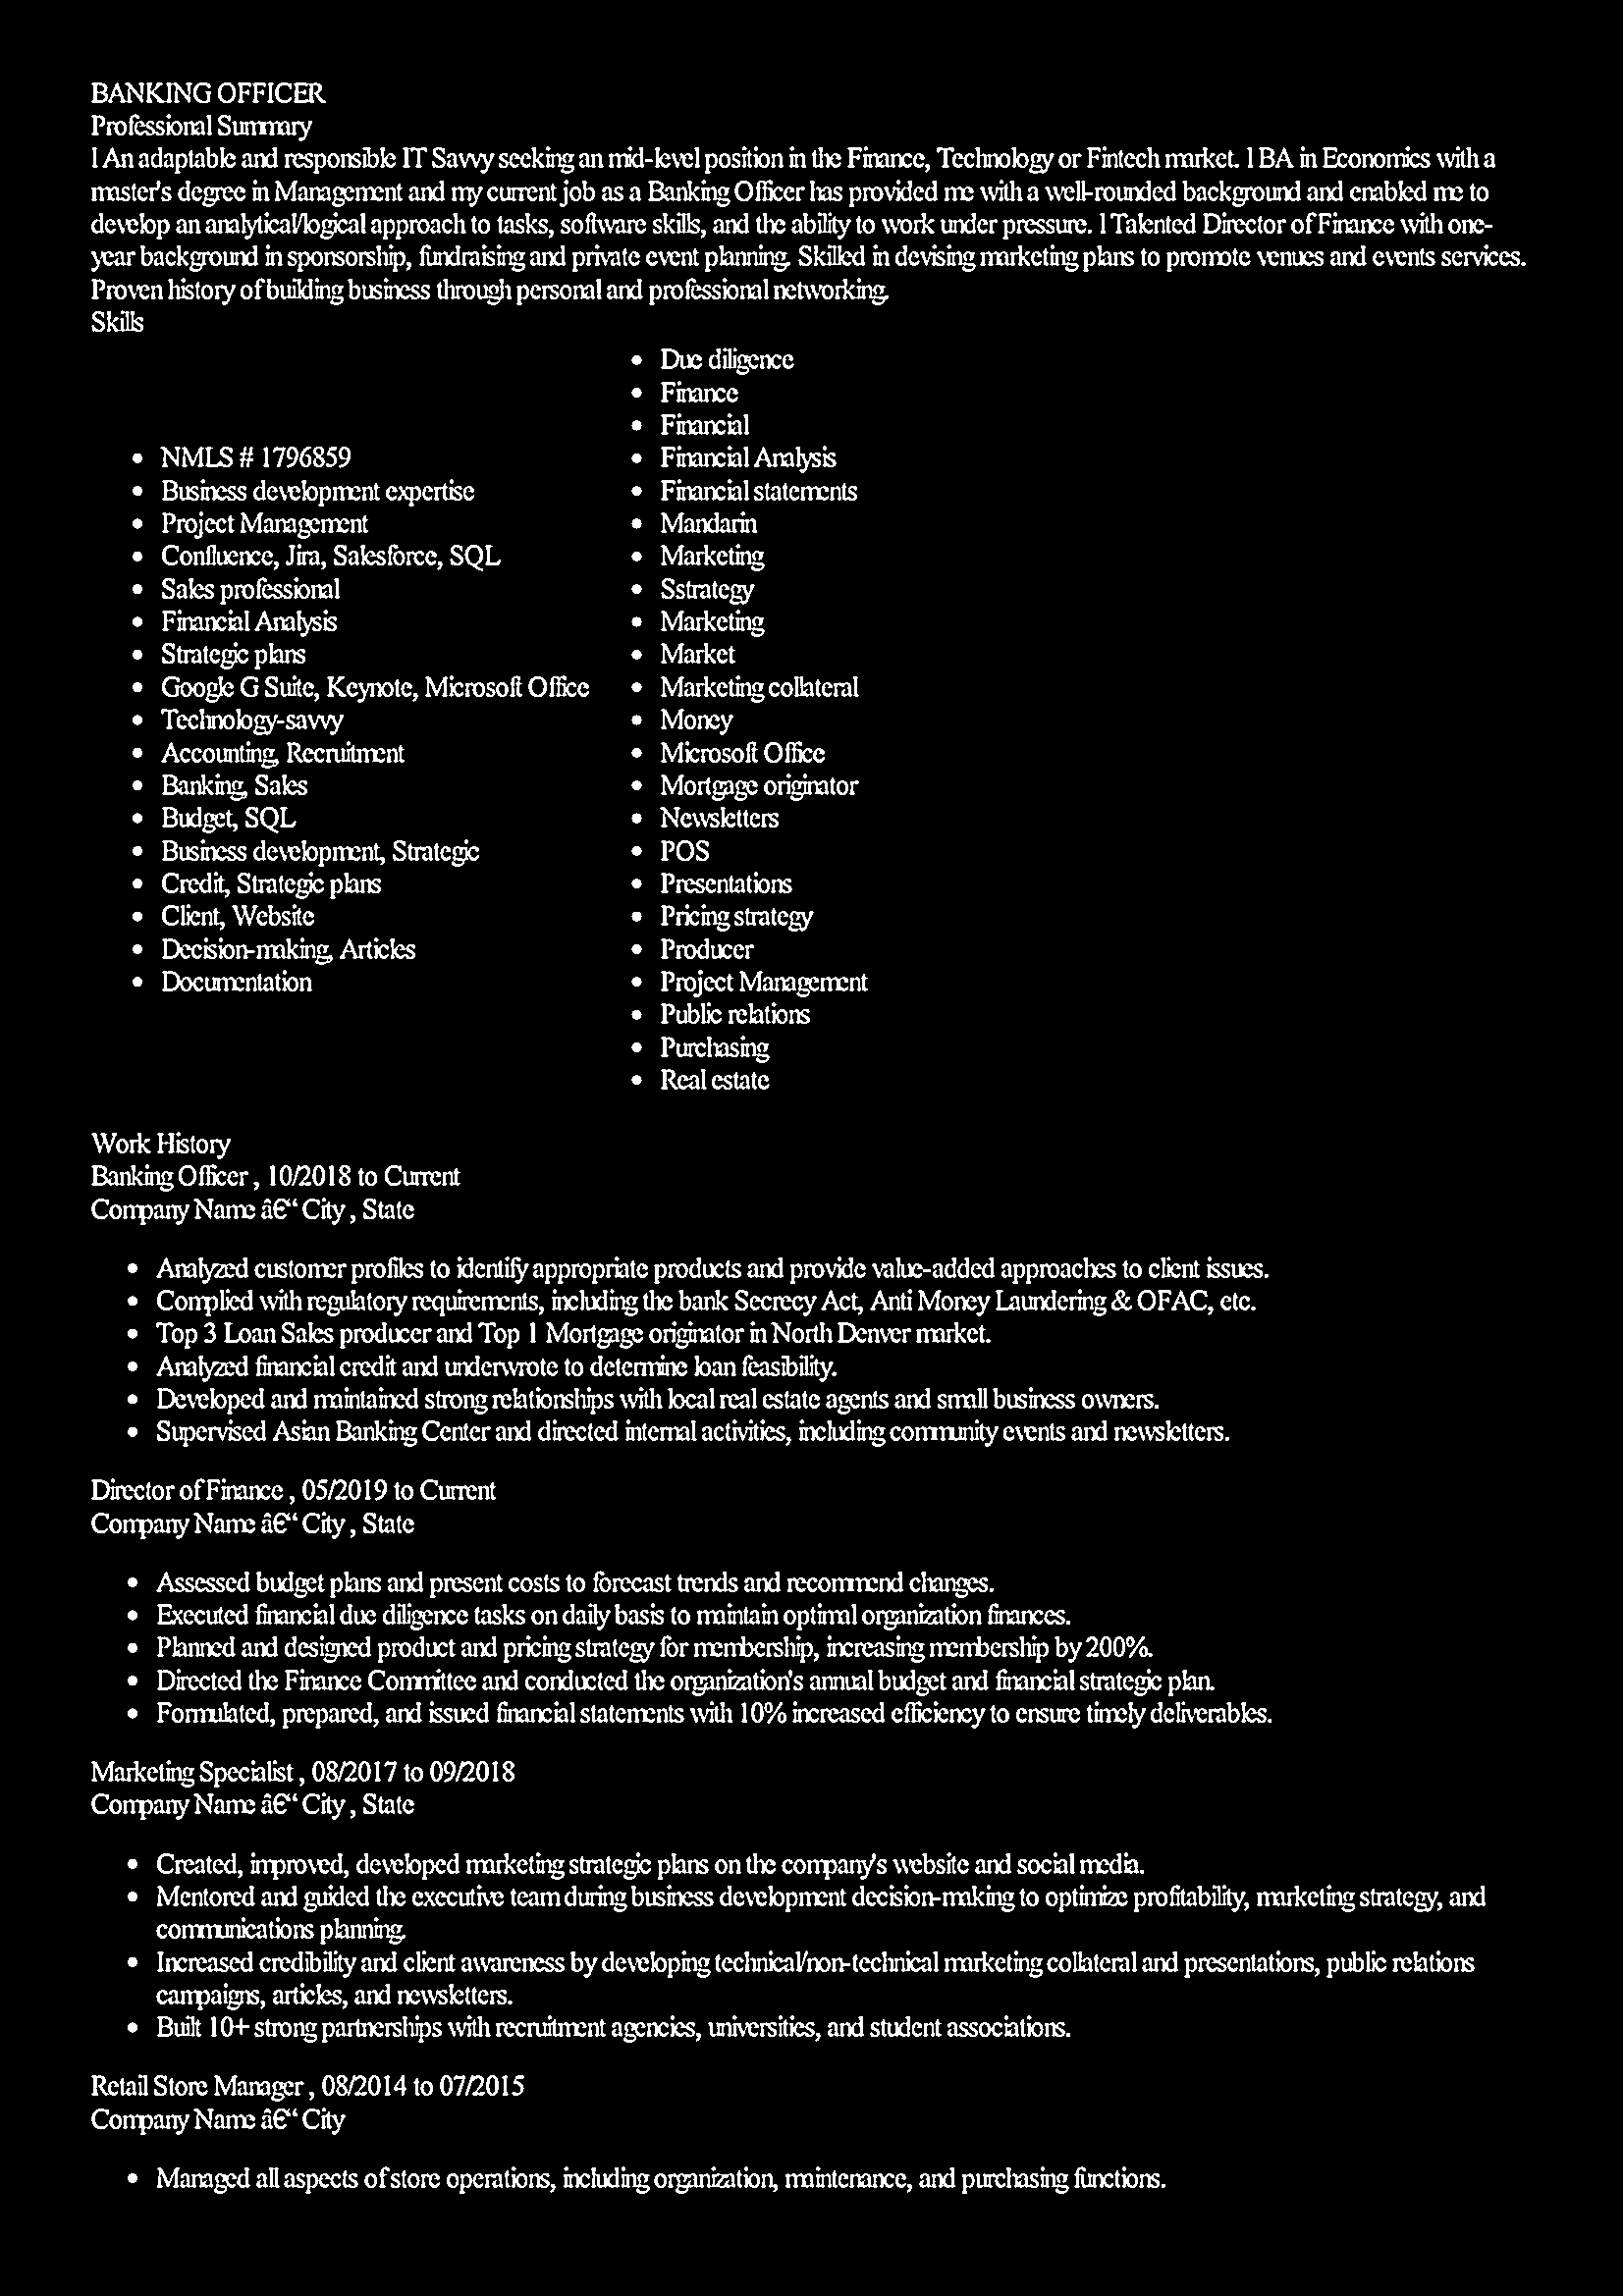 BANKING OFFICER
Professional Summary
l An adaptable and responsible IT Savvy seeking an mid-level position in the Finance, Technology or Fintech market. l BA in Economics with a
master's degree in Management and my current job as a Banking Officer has provided me with a well-rounded background and enabled me to
develop an analytical/logical approach to tasks, software skills, and the ability to work under pressure. l Talented Director of Finance with one-
year background in sponsorship, fundraising and private event planning. Skilled in devising marketing plans to promote venues and events services.
Proven history of building business through personal and professional networking.
Skills
• NMLS # 1796859
• Business development expertise
• Project Management
• Confluence, Jira, Salesforce, SQL
• Sales professional
• Financial Analysis
• Strategic plans
• Google G Suite, Keynote, Microsoft Office
• Technology-savvy
• Accounting, Recruitment
• Banking, Sales
• Budget, SQL
• Business development, Strategic
• Credit, Strategic plans
• Client, Website
• Decision-making, Articles
• Documentation
• Due diligence
• Finance
• Financial
• Financial Analysis
• Financial statements
• Mandarin
• Marketing
• Sstrategy
• Marketing
• Market
• Marketing collateral
• Money
• Microsoft Office
• Mortgage originator
• Newsletters
• POS
• Presentations
• Pricing strategy
• Producer
• Project Management
• Public relations
• Purchasing
• Real estate
Work History
Banking Officer , 10/2018 to Current
Company Name â€“ City , State
• Analyzed customer profiles to identify appropriate products and provide value-added approaches to client issues.
• Complied with regulatory requirements, including the bank Secrecy Act, Anti Money Laundering & OFAC, etc.
• Top 3 Loan Sales producer and Top 1 Mortgage originator in North Denver market.
• Analyzed financial credit and underwrote to determine loan feasibility.
• Developed and maintained strong relationships with local real estate agents and small business owners.
• Supervised Asian Banking Center and directed internal activities, including community events and newsletters.
Director of Finance , 05/2019 to Current
Company Name â€“ City , State
• Assessed budget plans and present costs to forecast trends and recommend changes.
• Executed financial due diligence tasks on daily basis to maintain optimal organization finances.
• Planned and designed product and pricing strategy for membership, increasing membership by 200%.
• Directed the Finance Committee and conducted the organization's annual budget and financial strategic plan.
• Formulated, prepared, and issued financial statements with 10% increased efficiency to ensure timely deliverables.
Marketing Specialist , 08/2017 to 09/2018
Company Name â€“ City , State
• Created, improved, developed marketing strategic plans on the company's website and social media.
• Mentored and guided the executive team during business development decision-making to optimize profitability, marketing strategy, and
communications planning.
• Increased credibility and client awareness by developing technical/non-technical marketing collateral and presentations, public relations
campaigns, articles, and newsletters.
• Built 10+ strong partnerships with recruitment agencies, universities, and student associations.
Retail Store Manager , 08/2014 to 07/2015
Company Name â€“ City
• Managed all aspects of store operations, including organization, maintenance, and purchasing functions.